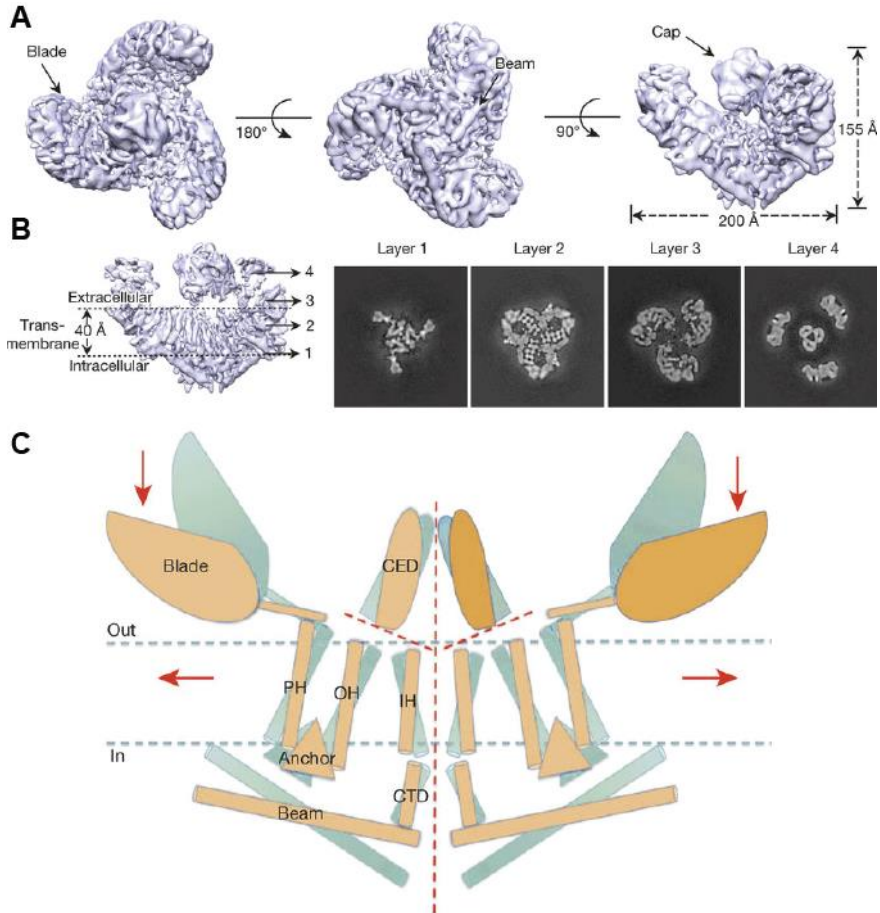 A
Blade
180°
Beam
90°
Cap
155 Å
200 Å
B
Extracellular
Trans-
membrane
40 Å
Intracellular
4
3
2
1
Layer 1
Layer 2
Layer 3
Layer 4
C
Blade
CED
Out
PH
OH
IH
In
Anchor
CTD
Beam